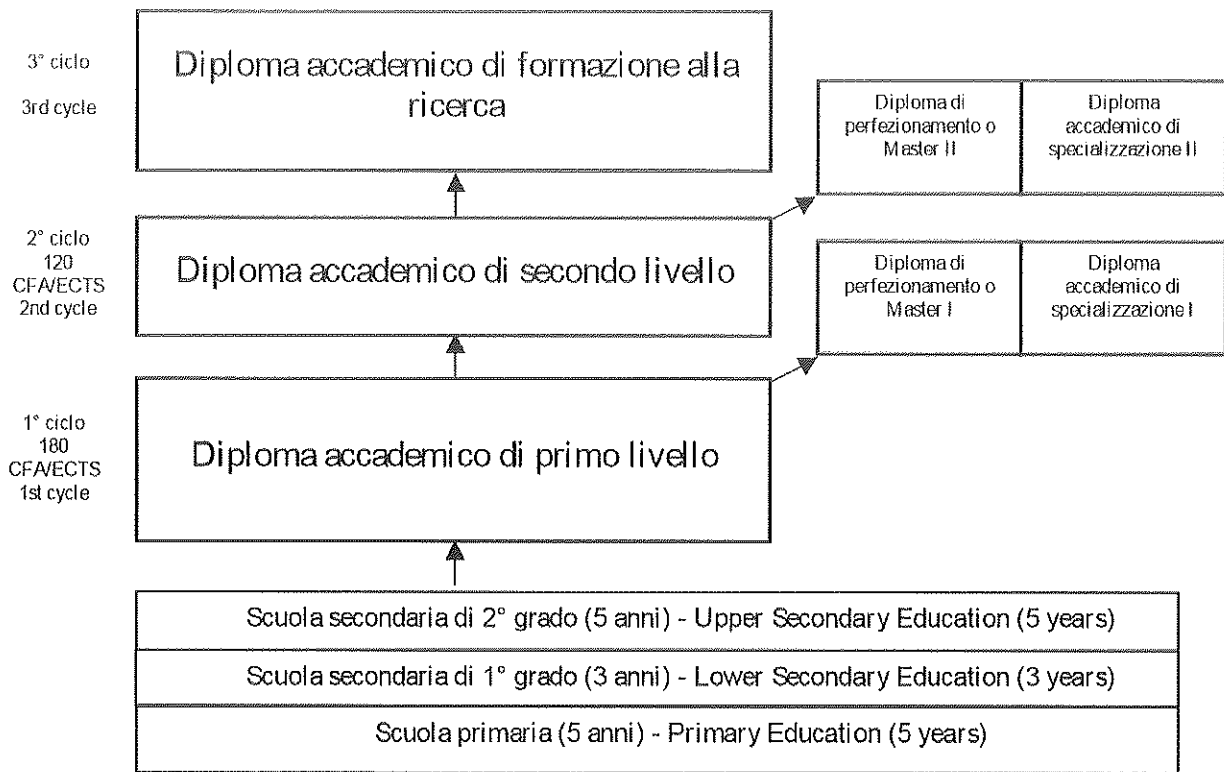 3° ciclo
3rd cycle
Diploma accademico di formazione alla
ricerca
Diploma di
perfezionamento o
Master II
Diploma
accademico di
specializzazione II
2° ciclo
120
CFA/ECTS
2nd cycle
Diploma accademico di secondo livello
Diploma di
perfezionamento o
Master I
Diploma
accademico di
specializzazione I
1° ciclo
180
CFA/ECTS
1st cycle
Diploma accademico di primo livello
Scuola secondaria di 2° grado (5 anni) - Upper Secondary Education (5 years)
Scuola secondaria di 1° grado (3 anni) - Lower Secondary Education (3 years)
Scuola primaria (5 anni) - Primary Education (5 years)